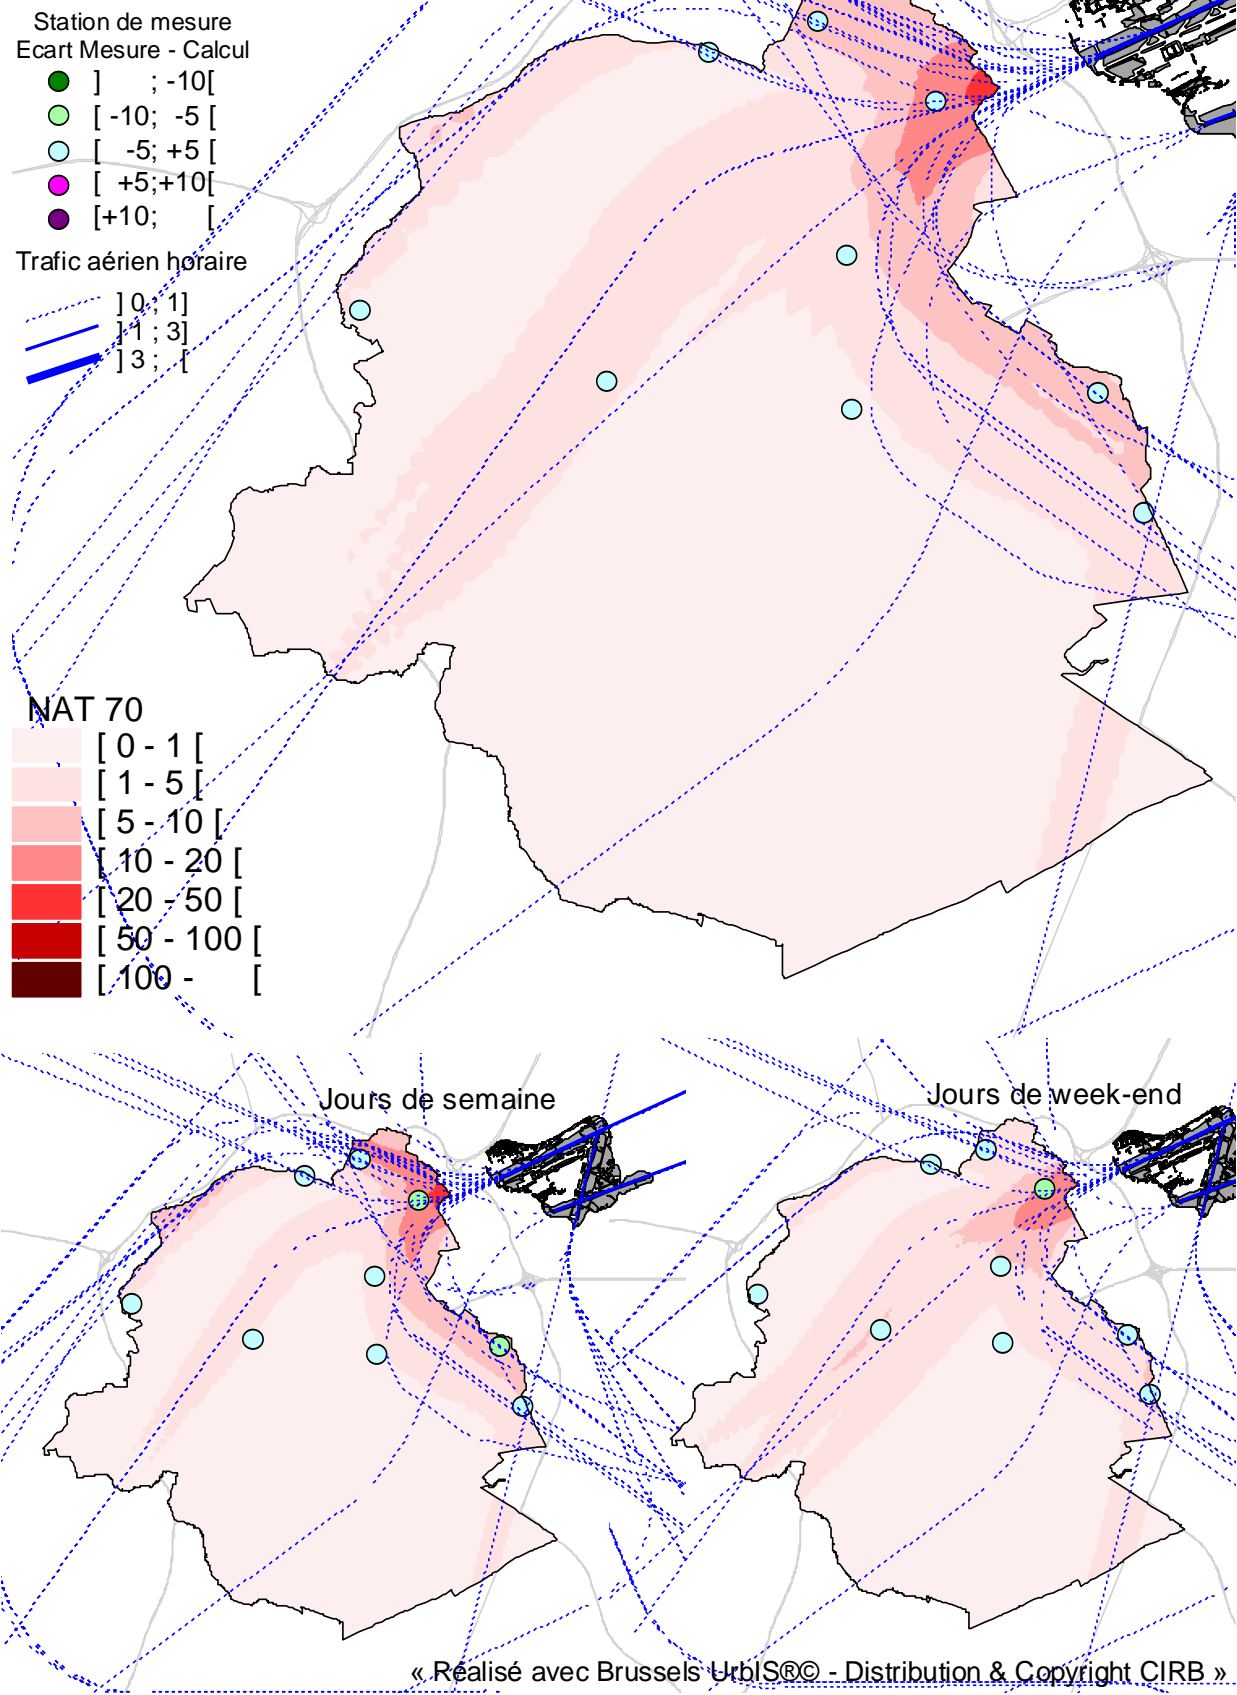 Station de mesure
Ecart Mesure - Calcul
] ; -10[
[ -10; -5 [
[ -5; +5 [
[ +5;+10[
[+10; [
Trafic aérien horaire
] 0 ; 1]
] 1 ; 3]
] 3 ; [
NAT 70
[ 0 - 1 [
[ 1 - 5 [
[ 5 - 10 [
[ 10 - 20 [
[ 20 - 50 [
[ 50 - 100 [
[ 100 - [
Jours de semaine
Jours de week-end
« Réalisé avec Brussels UrbIS®© - Distribution & Copyright CIRB »